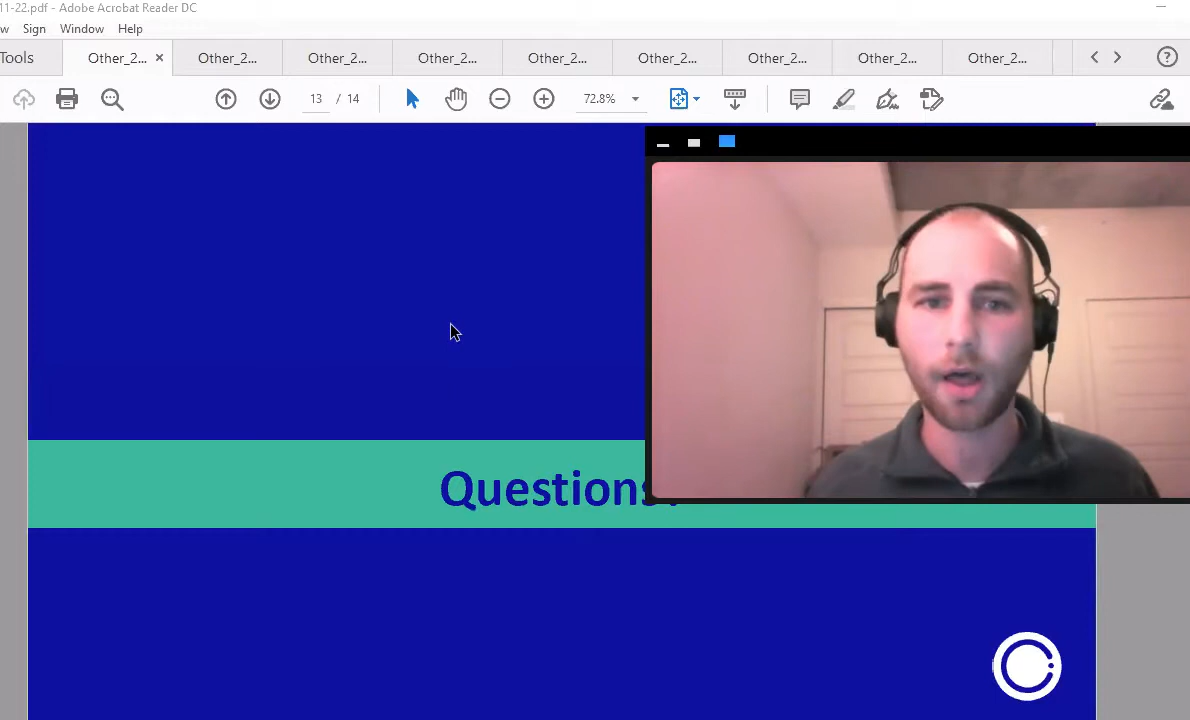 11-22.pdf - Adobe Acrobat Reader DC
w Sign Window Help
Tools Other_2... × Other_2... Other_2... Other_2... Other_2... Other_2... Other_2... Other_2... Other_2...
13 / 14 72.8%
Questions?